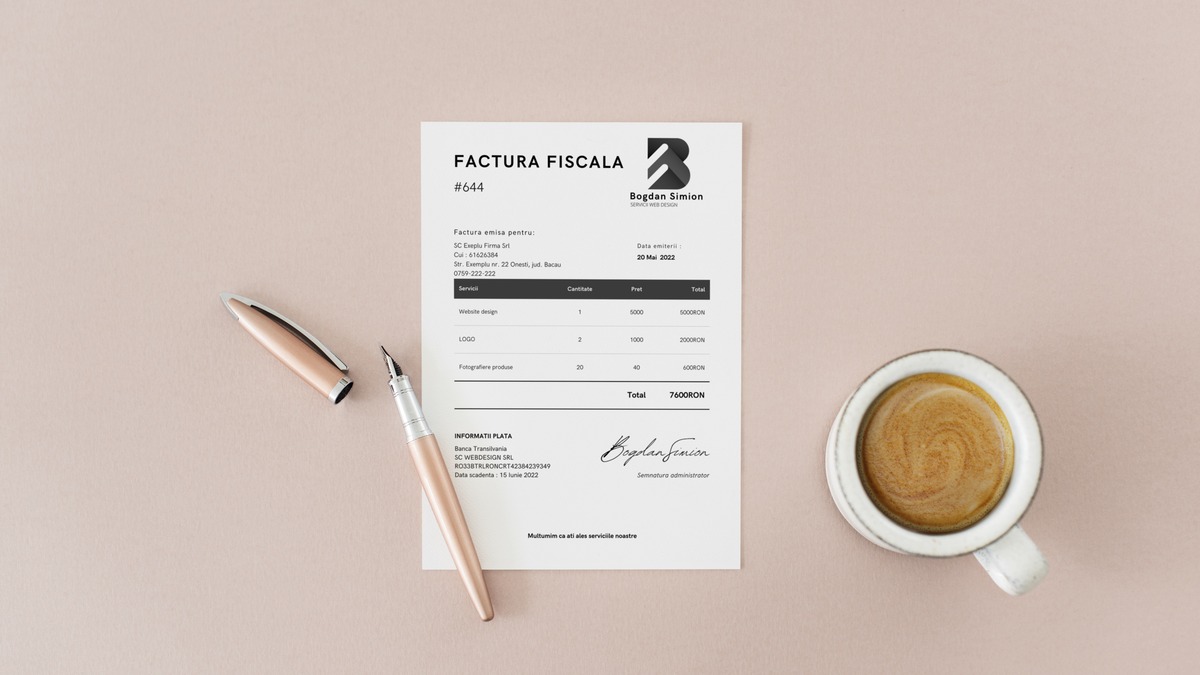 FACTURA FISCALA
#644
Bogdan Simion
SERVICII WEB DESIGN
Factura emisa pentru:
SC Exeplu Firma Srl
Cui : 61626384
Str. Exemplu nr. 22 Onesti, jud. Bacau
0759-222-222
Data emiterii :
20 Mai 2022
Servicii Cantitate Pret Total
Website design 1 5000 5000RON
LOGO 2 1000 2000RON
Fotografiere produse 20 40 600RON
Total 7600RON
INFORMATII PLATA
Banca Transilvania
SC WEBDESIGN SRL
RO33BTRLRONCRT42384239349
Data scadenta : 15 Iunie 2022
Bogdan Simion
Semnatura administrator
Multumim ca ati ales serviciile noastre